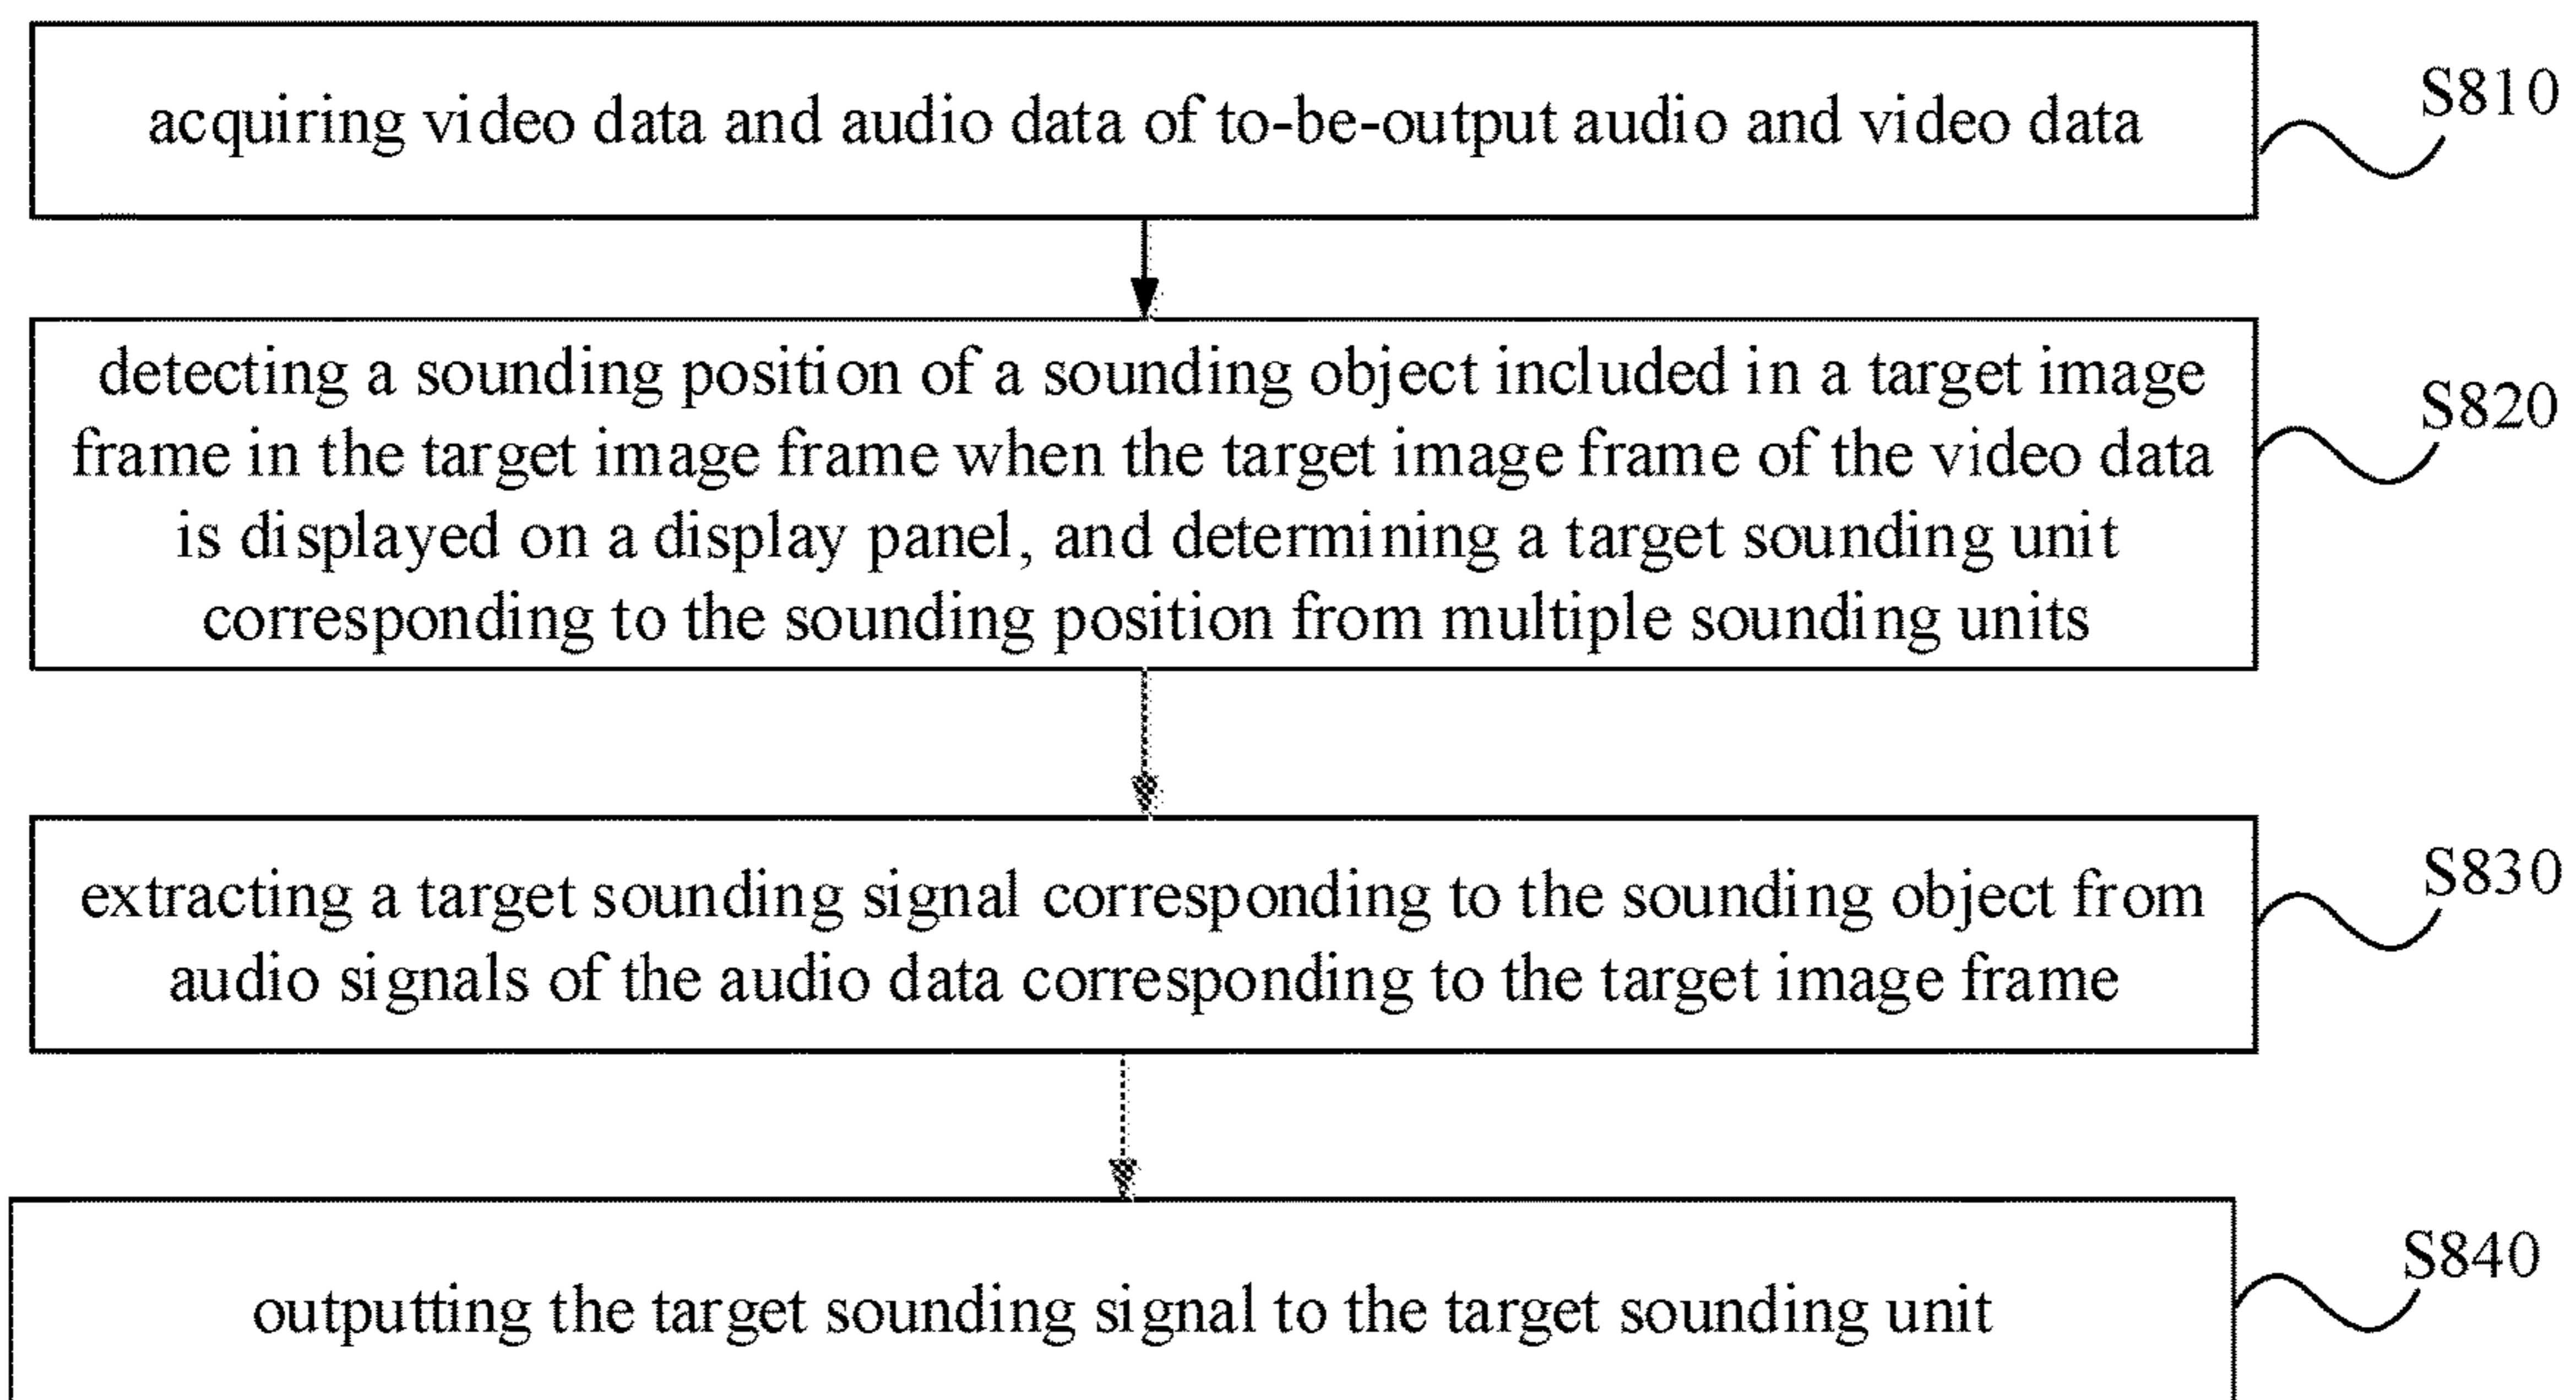 acquiring video data and audio data of to-be-output audio and video data
S810
detecting a sounding position of a sounding object included in a target image
frame in the target image frame when the target image frame of the video data
is displayed on a display panel, and determining a target sounding unit
corresponding to the sounding position from multiple sounding units
S820
extracting a target sounding signal corresponding to the sounding object from
audio signals of the audio data corresponding to the target image frame
S830
outputting the target sounding signal to the target sounding unit
S840